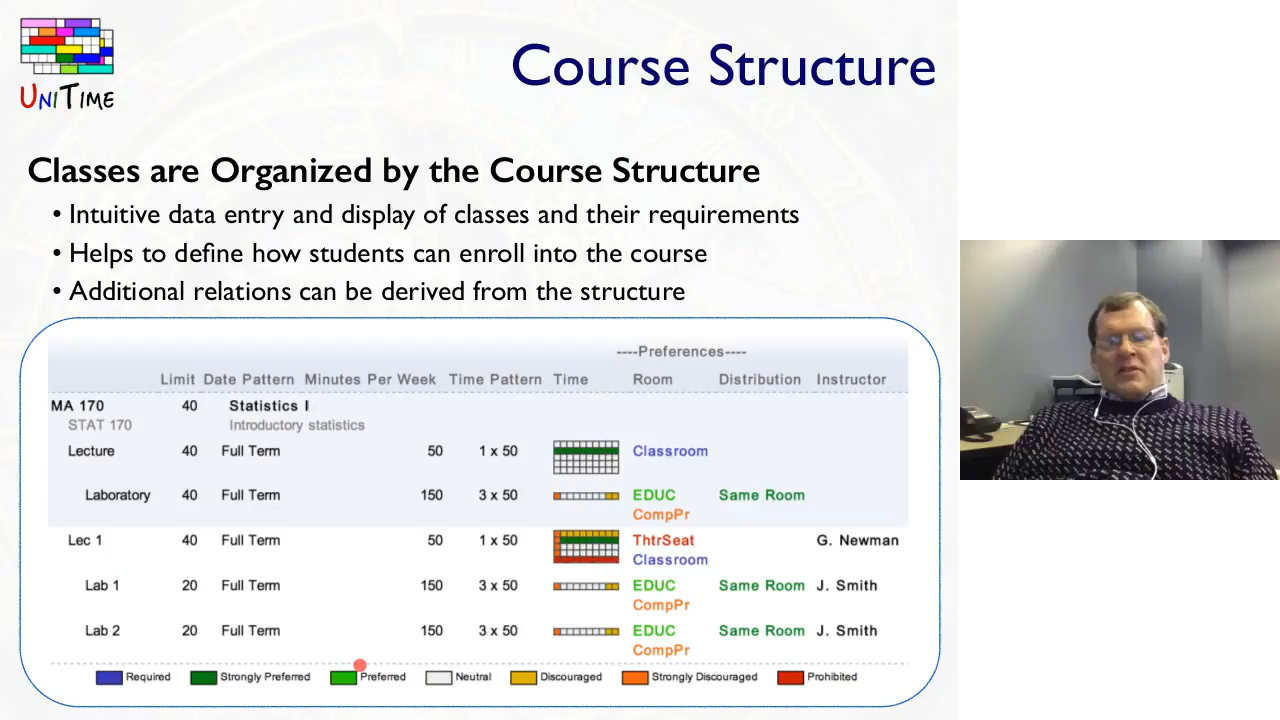 UNITIME
Course Structure
Classes are Organized by the Course Structure
• Intuitive data entry and display of classes and their requirements
• Helps to define how students can enroll into the course
• Additional relations can be derived from the structure
----Preferences----
Limit Date Pattern Minutes Per Week Time Pattern Time Room Distribution Instructor
MA 170 40 Statistics I
STAT 170 Introductory statistics
Lecture 40 Full Term 50 1 x 50 Classroom
Laboratory 40 Full Term 150 3 x 50 EDUC Same Room
CompPr
Lec 1 40 Full Term 50 1 x 50 ThtrSeat G. Newman
Classroom
Lab 1 20 Full Term 150 3 x 50 EDUC Same Room J. Smith
CompPr
Lab 2 20 Full Term 150 3 x 50 EDUC Same Room J. Smith
CompPr
Required Strongly Preferred Preferred Neutral Discouraged Strongly Discouraged Prohibited